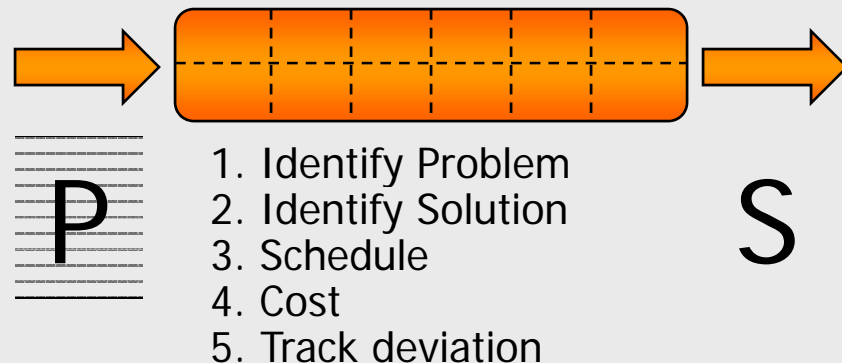 P
1. Identify Problem
2. Identify Solution
3. Schedule
4. Cost
5. Track deviation
S